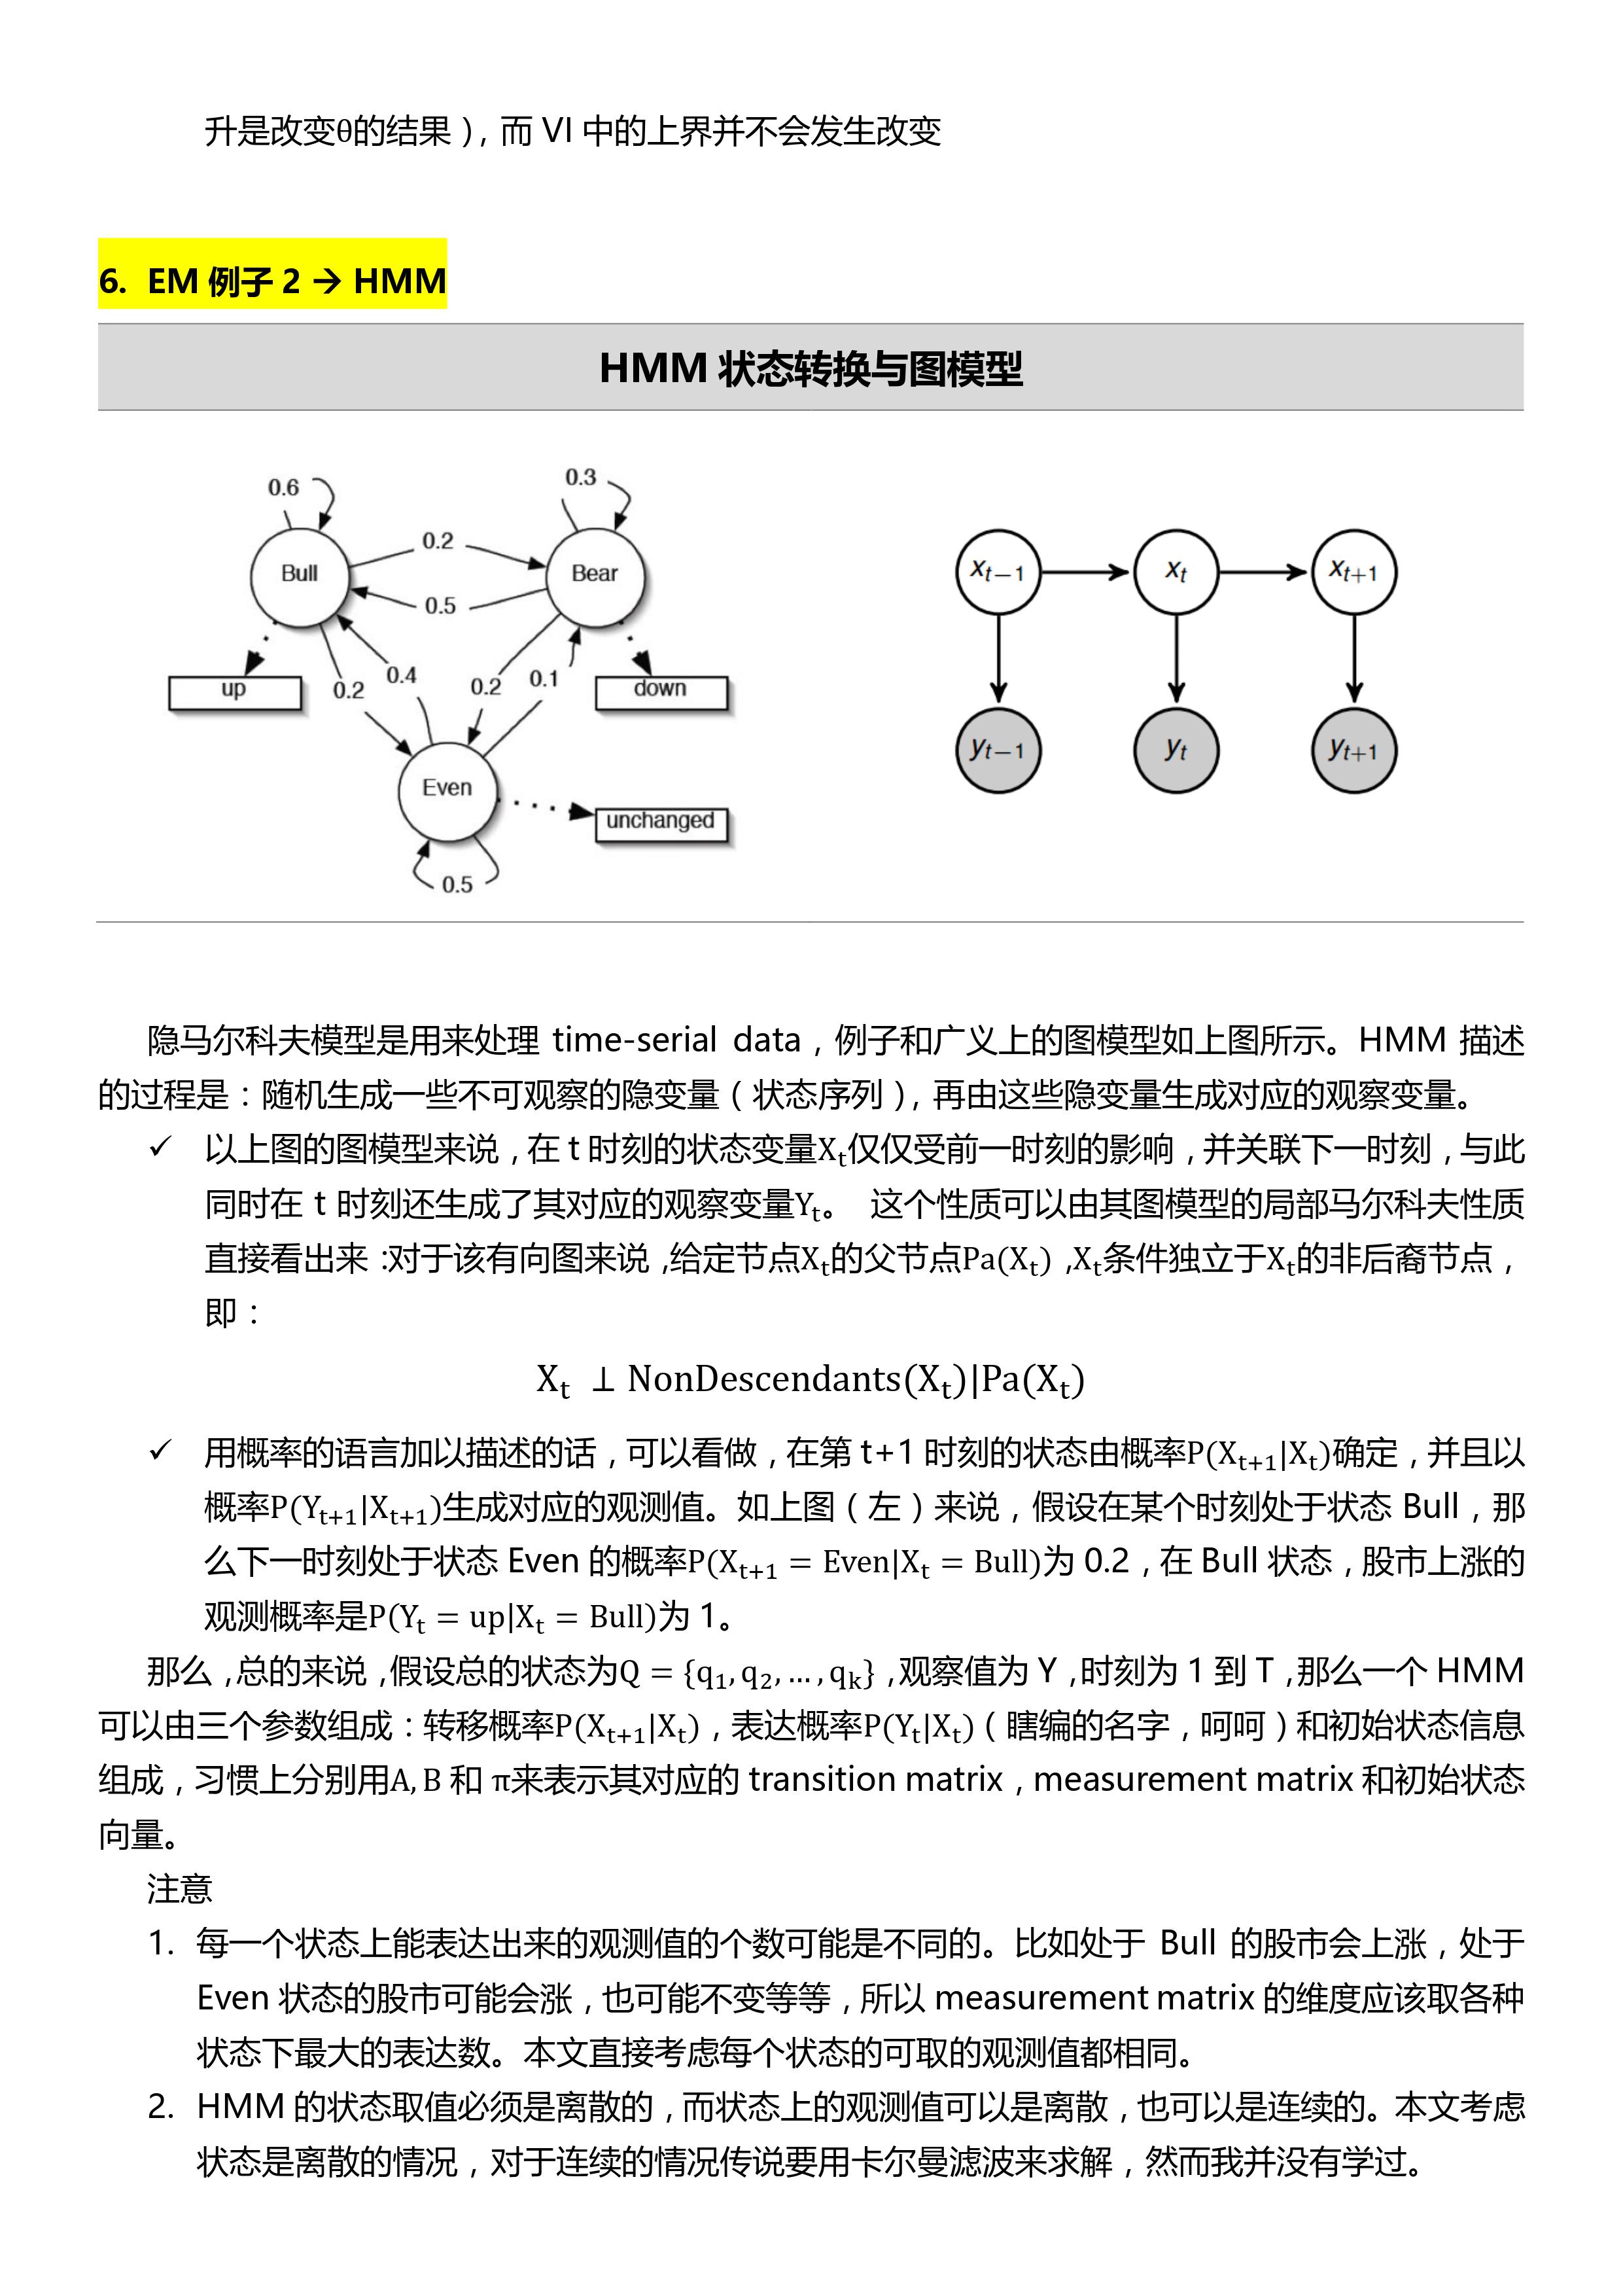 升是改变θ的结果），而 VI 中的上界并不会发生改变
6. EM 例子 2 → HMM
HMM 状态转换与图模型
0.6
0.3
0.2
Bull
Bear
0.5
0.4
0.2
0.2
0.1
up
down
Even
unchanged
0.5
x_{t−1}
x_t
x_{t+1}
y_{t−1}
y_t
y_{t+1}
隐马尔科夫模型是用来处理 time-serial data，例子和广义上的图模型如上图所示。HMM 描述
的过程是：随机生成一些不可观察的隐变量（状态序列），再由这些隐变量生成对应的观察变量。
✓ 以上图的图模型来说，在 t 时刻的状态变量X_t仅仅受前一时刻的影响，并关联下一时刻，与此
同时在 t 时刻还生成了其对应的观察变量Y_t。 这个性质可以由其图模型的局部马尔科夫性质
直接看出来：对于该有向图来说，给定节点X_t的父节点Pa(X_t)，X_t条件独立于X_t的非后裔节点，
即：
X_t ⊥ NonDescendants(X_t)|Pa(X_t)
✓ 用概率的语言加以描述的话，可以看做，在第 t+1 时刻的状态由概率P(X_{t+1}|X_t)确定，并且以
概率P(Y_{t+1}|X_{t+1})生成对应的观测值。如上图（左）来说，假设在某个时刻处于状态 Bull，那
么下一时刻处于状态 Even 的概率P(X_{t+1} = Even|X_t = Bull)为 0.2，在 Bull 状态，股市上涨的
观测概率是P(Y_t = up|X_t = Bull)为 1。
那么，总的来说，假设总的状态为Q = {q_1, q_2, … , q_k}，观察值为 Y，时刻为 1 到 T，那么一个 HMM
可以由三个参数组成：转移概率P(X_{t+1}|X_t)，表达概率P(Y_t|X_t)（瞎编的名字，呵呵）和初始状态信息
组成，习惯上分别用A, B 和 π来表示其对应的 transition matrix，measurement matrix 和初始状态
向量。
注意
1. 每一个状态上能表达出来的观测值的个数可能是不同的。比如处于 Bull 的股市会上涨，处于
Even 状态的股市可能会涨，也可能不变等等，所以 measurement matrix 的维度应该取各种
状态下最大的表达数。本文直接考虑每个状态的可取的观测值都相同。
2. HMM 的状态取值必须是离散的，而状态上的观测值可以是离散，也可以是连续的。本文考虑
状态是离散的情况，对于连续的情况传说要用卡尔曼滤波来求解，然而我并没有学过。